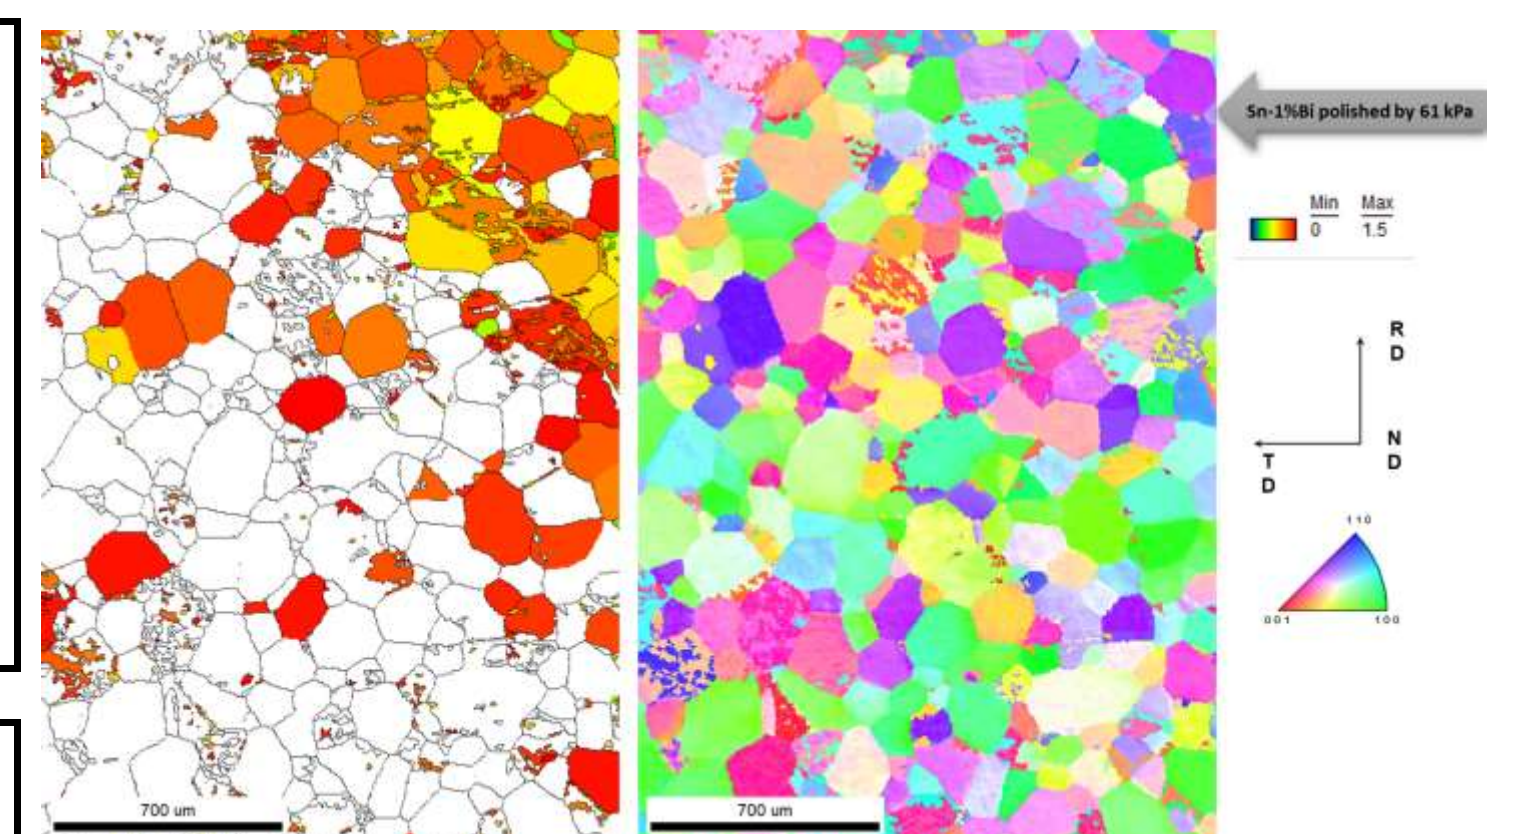 Sn-1%Bi polished by 61 kPa
Min Max
0 1.5
R
D
T
D
N
D
110
001 100
700 um
700 um